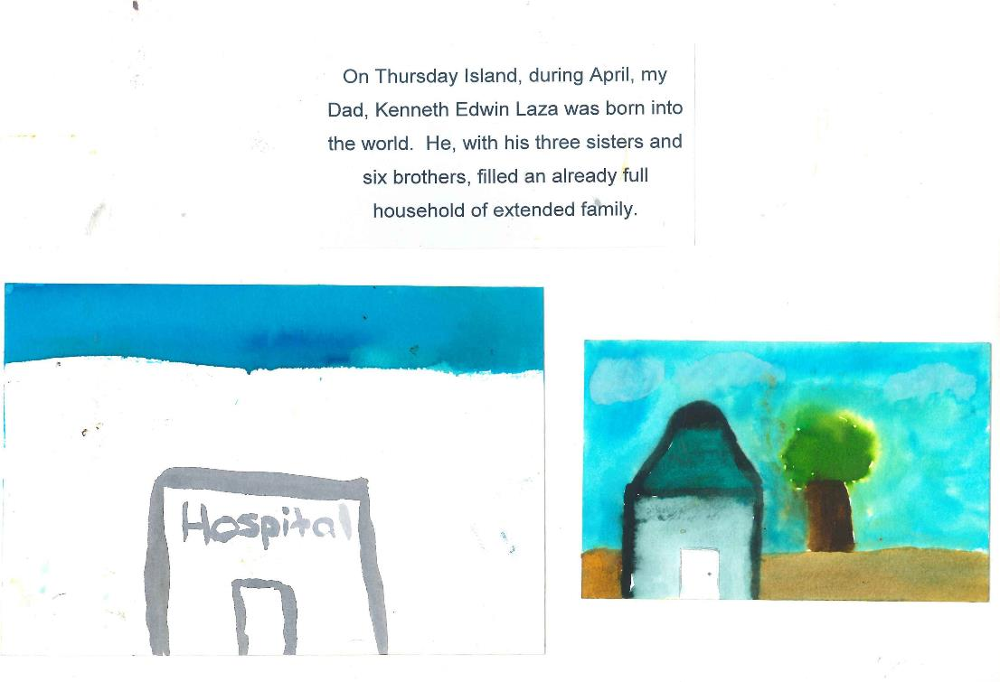 On Thursday Island, during April, my
Dad, Kenneth Edwin Laza was born into
the world.  He, with his three sisters and
six brothers, filled an already full
household of extended family.
Hospital